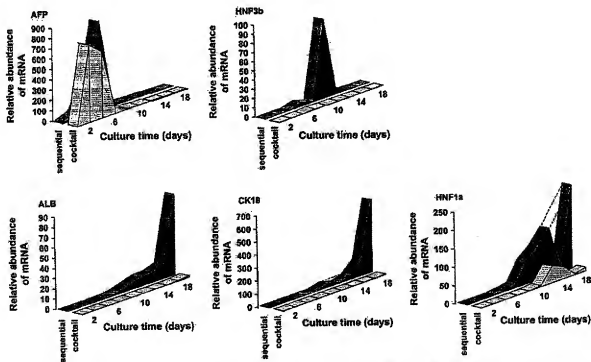 AFP
Relative abundance
of mRNA
900
800
700
600
500
400
300
200
100
0
sequential
cocktail
2
6
10
14
18
Culture time (days)
HNF3b
Relative abundance
of mRNA
100
80
60
40
20
0
sequential
cocktail
2
6
10
14
18
Culture time (days)
ALB
Relative abundance
of mRNA
90
80
70
60
50
40
30
20
10
0
sequential
cocktail
2
6
10
14
18
Culture time (days)
CK18
Relative abundance
of mRNA
700
600
500
400
300
200
100
0
sequential
cocktail
2
6
10
14
18
Culture time (days)
HNF1a
Relative abundance
of mRNA
250
200
150
100
50
0
sequential
cocktail
2
6
10
14
18
Culture time (days)